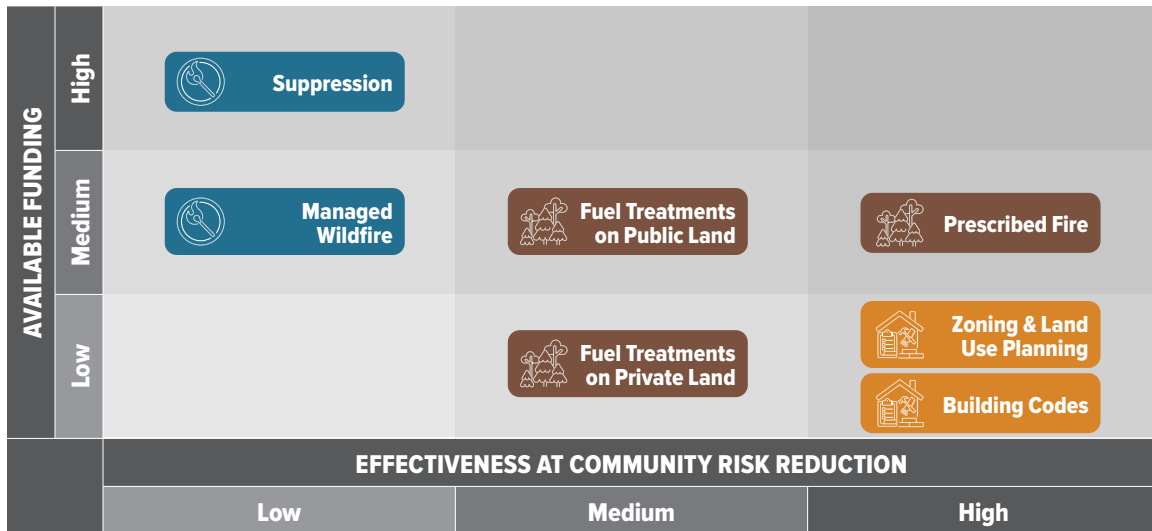 AVAILABLE FUNDING
High
Suppression
Medium
Managed
Wildfire
Fuel Treatments
on Public Land
Prescribed Fire
Low
Fuel Treatments
on Private Land
Zoning & Land
Use Planning
Building Codes
EFFECTIVENESS AT COMMUNITY RISK REDUCTION
Low
Medium
High